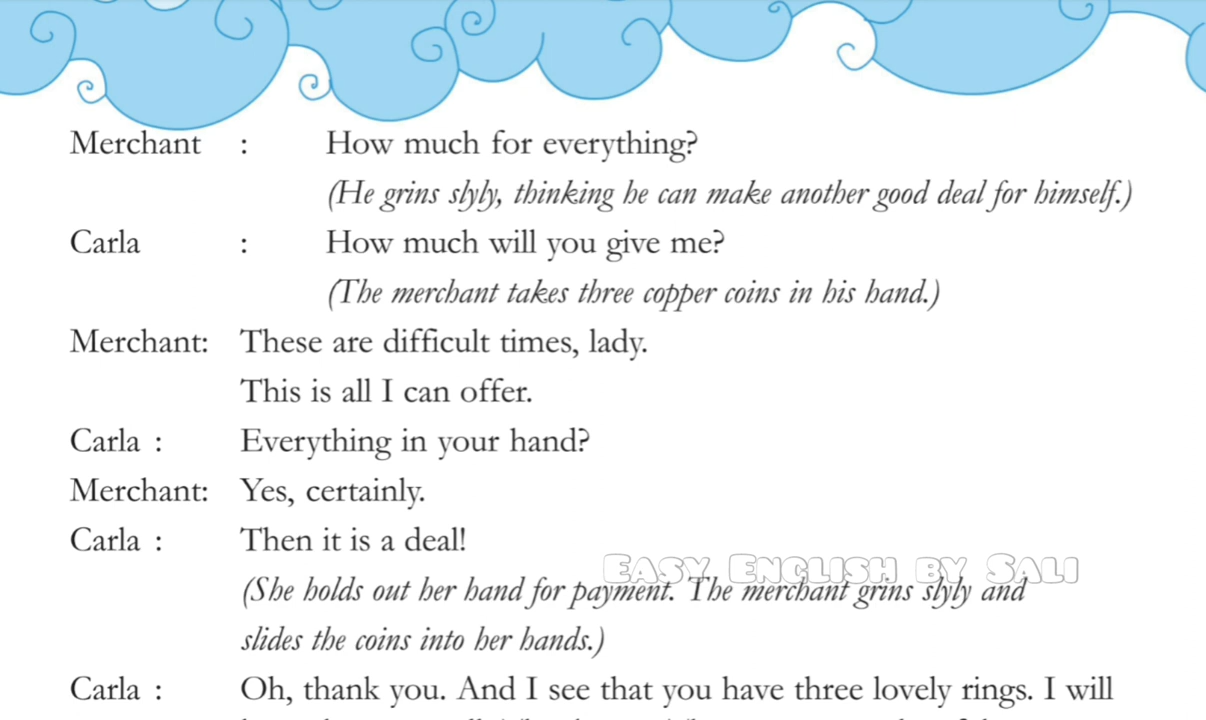 Merchant : How much for everything?
(He grins slyly, thinking he can make another good deal for himself.)
Carla : How much will you give me?
(The merchant takes three copper coins in his hand.)
Merchant: These are difficult times, lady.
This is all I can offer.
Carla : Everything in your hand?
Merchant: Yes, certainly.
Carla : Then it is a deal!
Easy English by Sali
(She holds out her hand for payment. The merchant grins slyly and
slides the coins into her hands.)
Carla : Oh, thank you. And I see that you have three lovely rings. I will